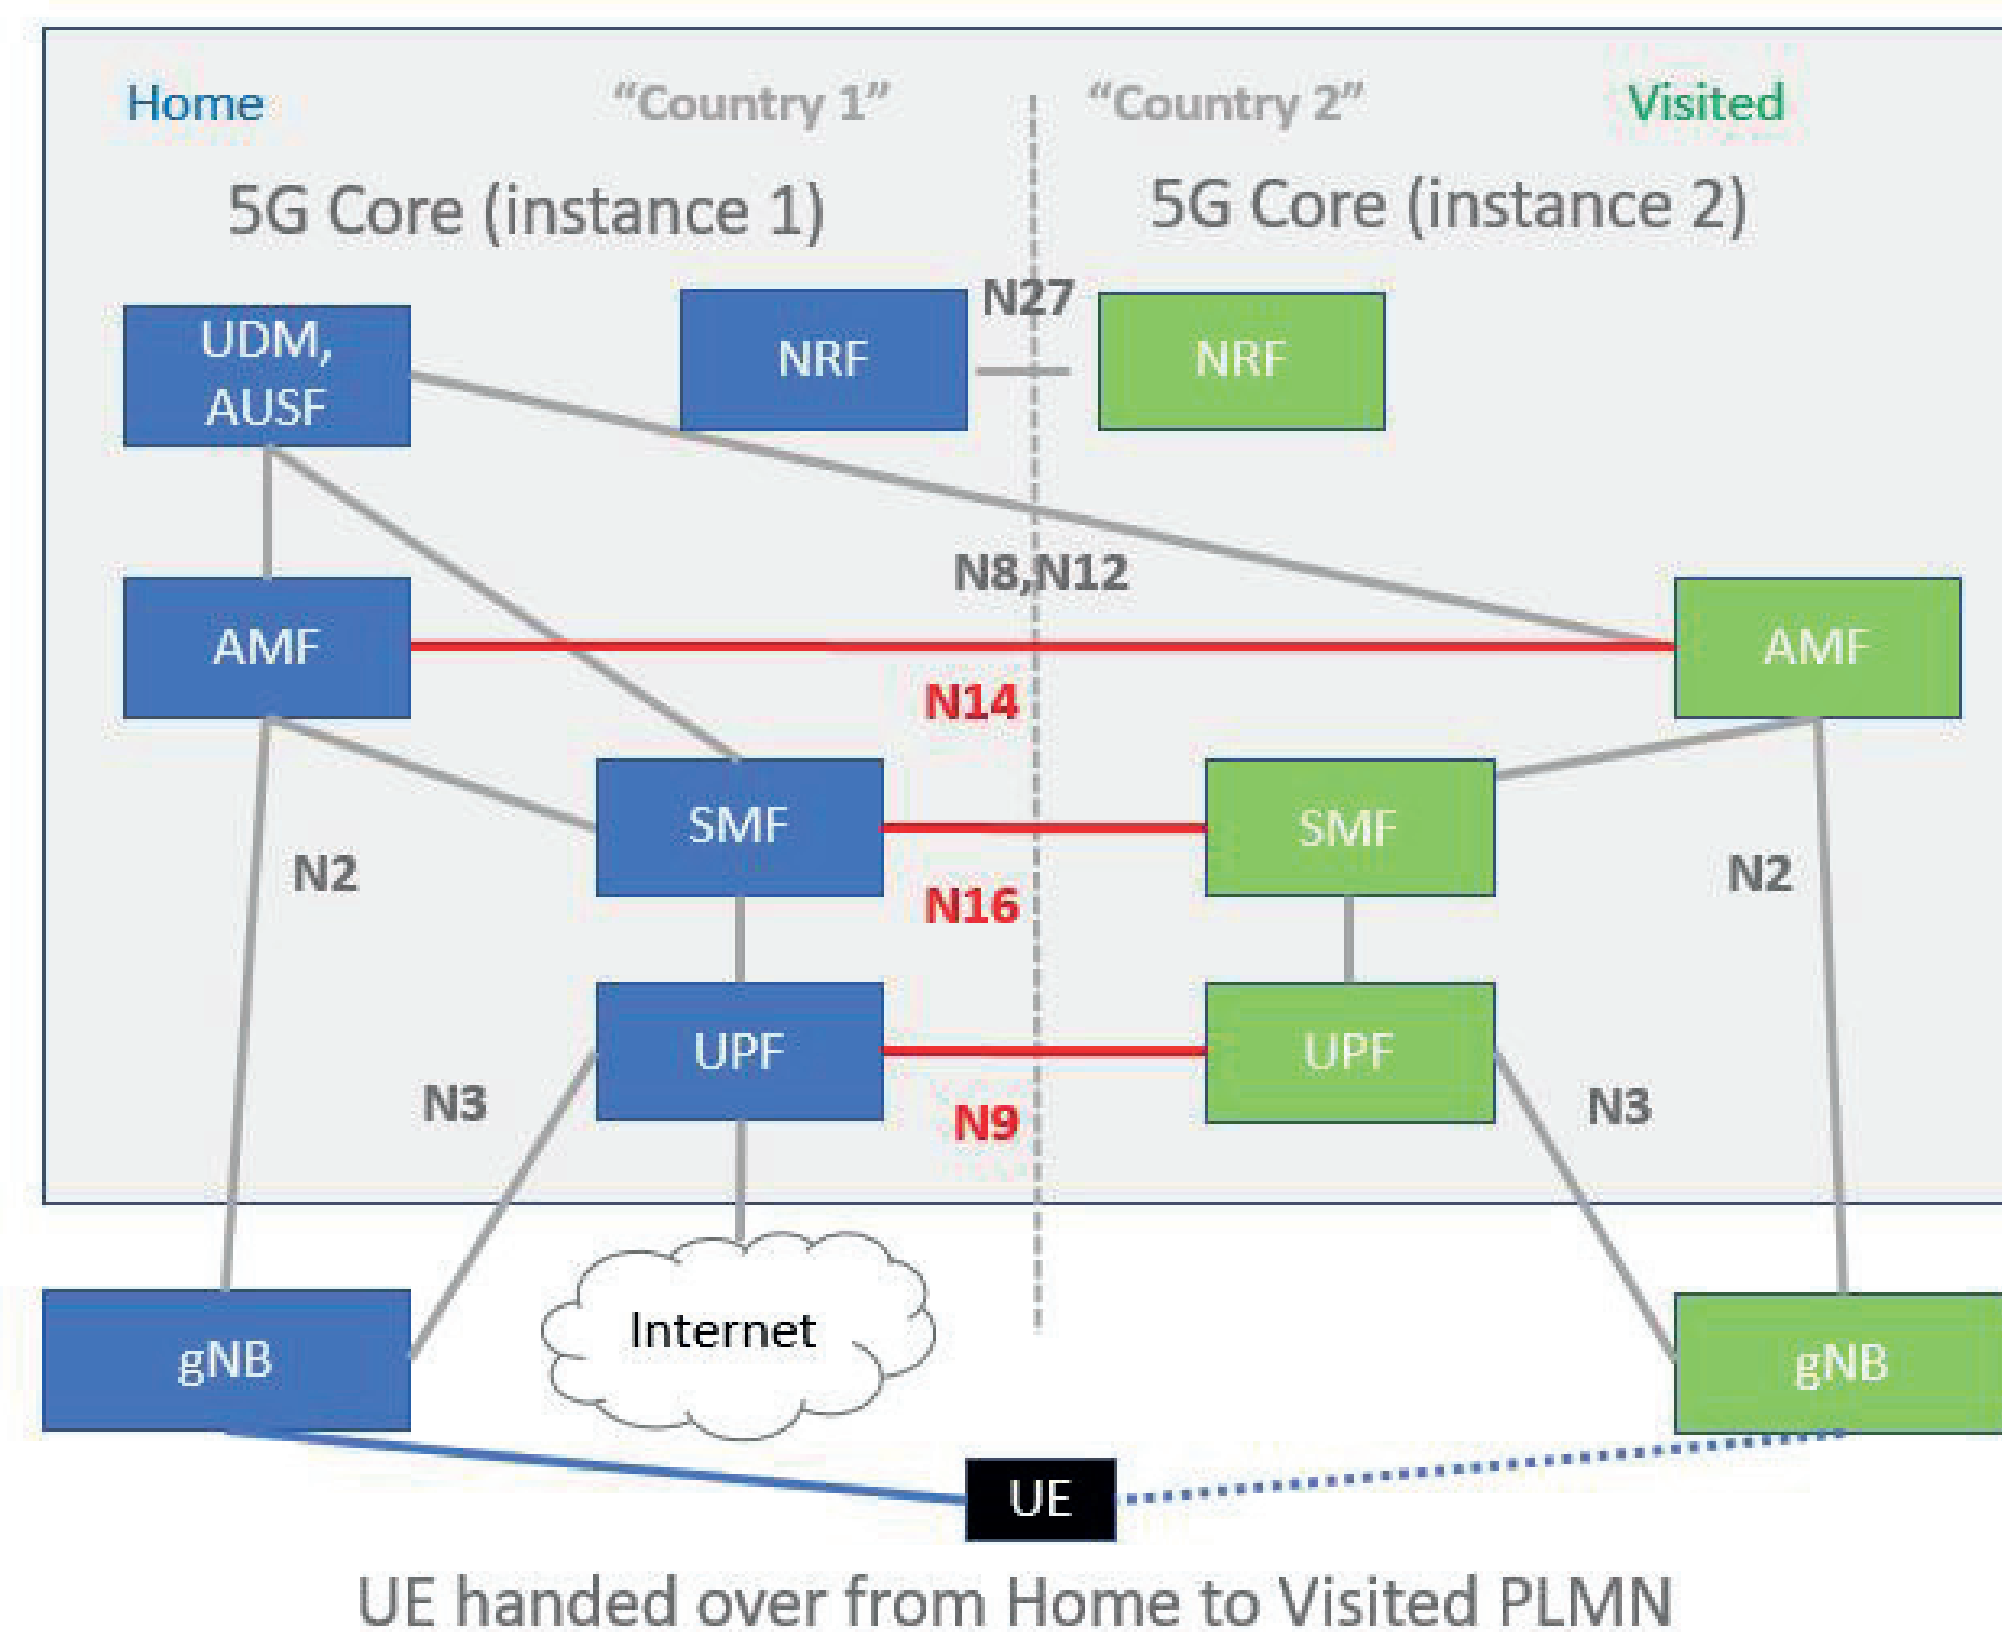 Home
“Country 1”
“Country 2”
Visited
5G Core (instance 1)
5G Core (instance 2)
N27
UDM,
AUSF
NRF
NRF
N8,N12
AMF
AMF
N14
SMF
SMF
N2
N2
N16
UPF
UPF
N3
N3
N9
Internet
gNB
gNB
UE
UE handed over from Home to Visited PLMN